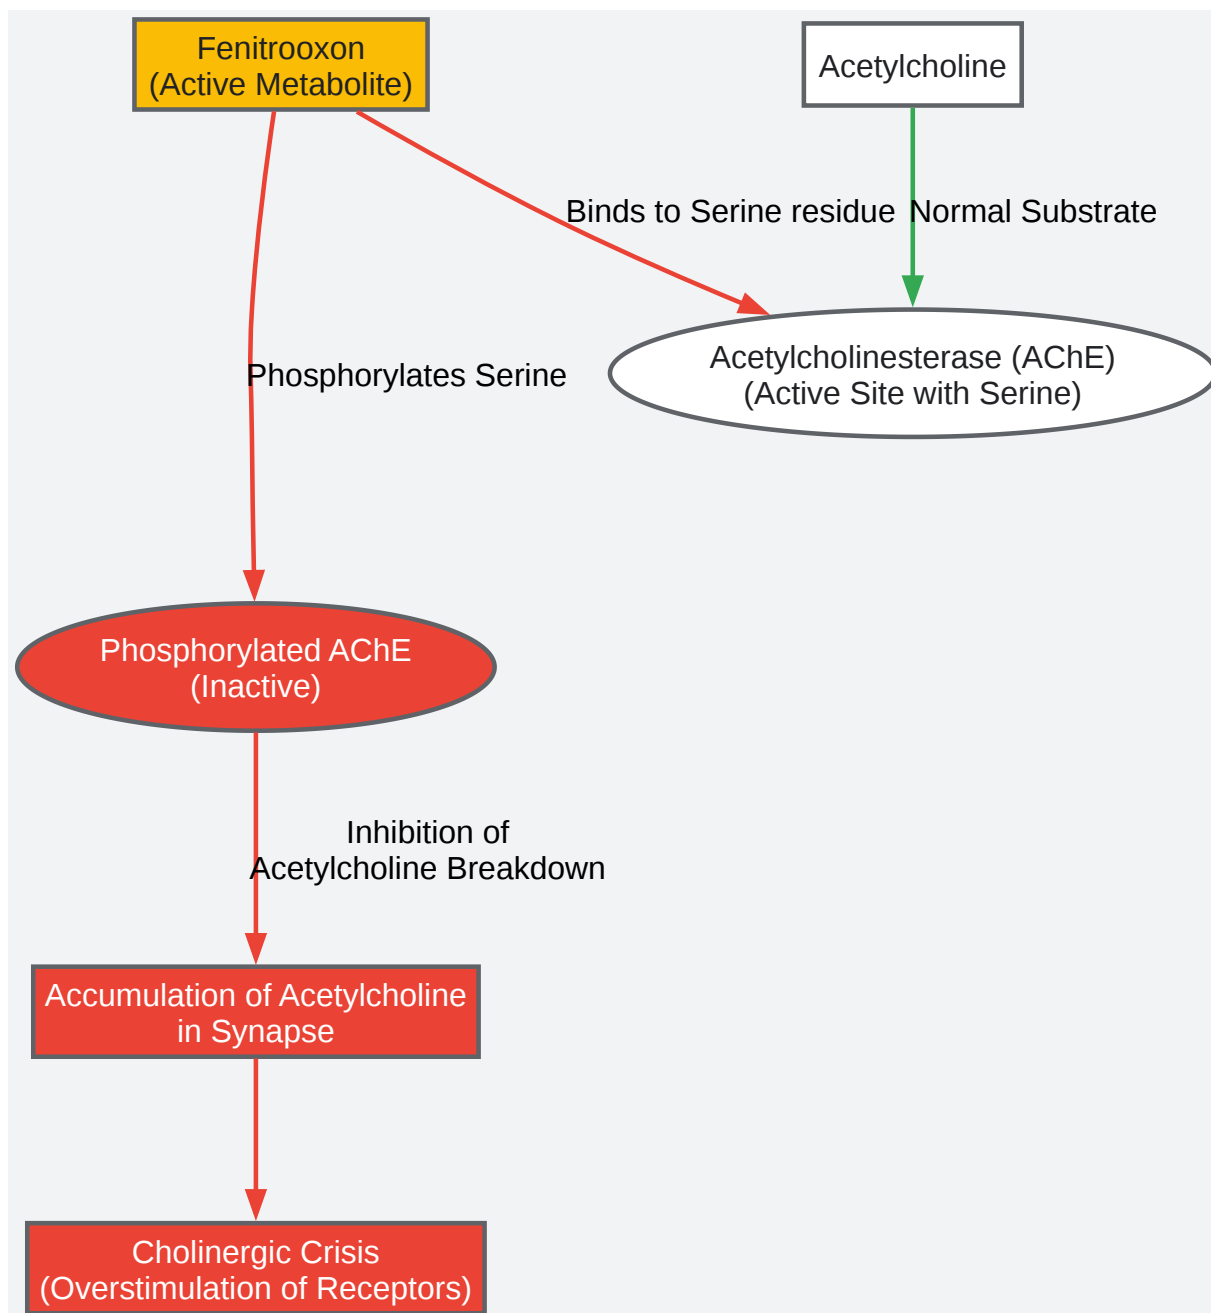 Fenitrooxon
(Active Metabolite)
Acetylcholine
Binds to Serine residue
Normal Substrate
Acetylcholinesterase (AChE)
(Active Site with Serine)
Phosphorylates Serine
Phosphorylated AChE
(Inactive)
Inhibition of
Acetylcholine Breakdown
Accumulation of Acetylcholine
in Synapse
Cholinergic Crisis
(Overstimulation of Receptors)